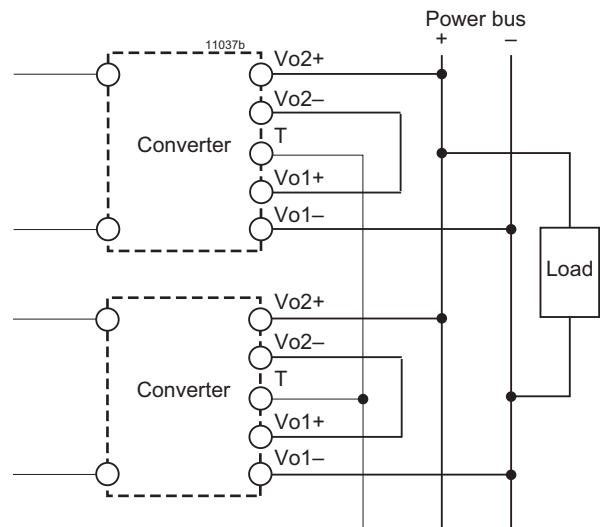 Power bus
+ –
11037b
Vo2+
Vo2–
T
Converter
Vo1+
Vo1–
Load
Vo2+
Vo2–
T
Converter
Vo1+
Vo1–